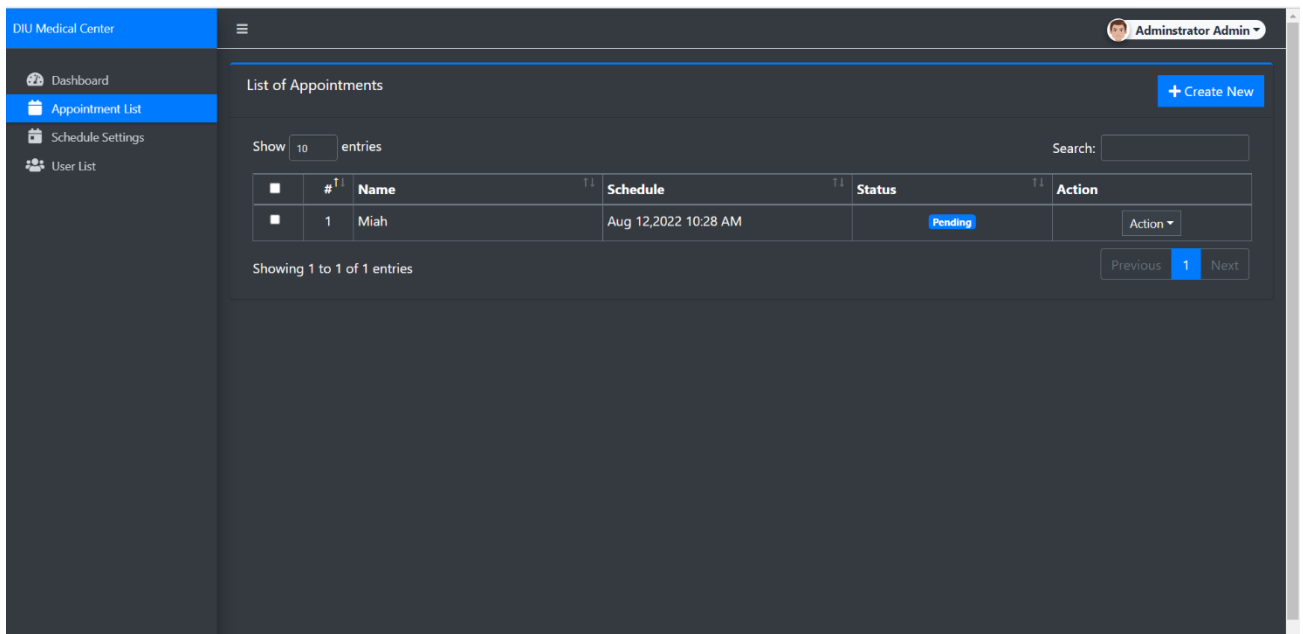 DIU Medical Center
Adminstrator Admin
Dashboard
Appointment List
Schedule Settings
User List
List of Appointments
Create New
Show 10 entries
Search:
# Name Schedule Status Action
1 Miah Aug 12,2022 10:28 AM Pending Action
Showing 1 to 1 of 1 entries
Previous 1 Next